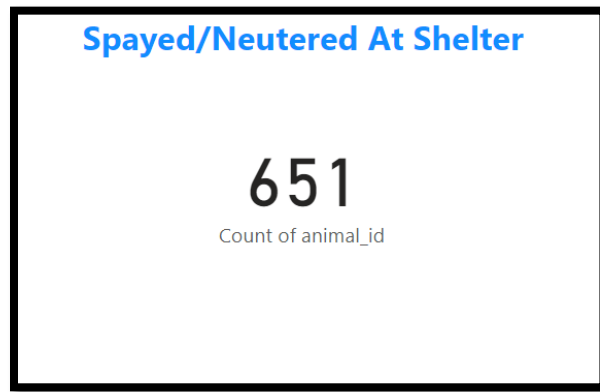 Spayed/Neutered At Shelter
651
Count of animal_id